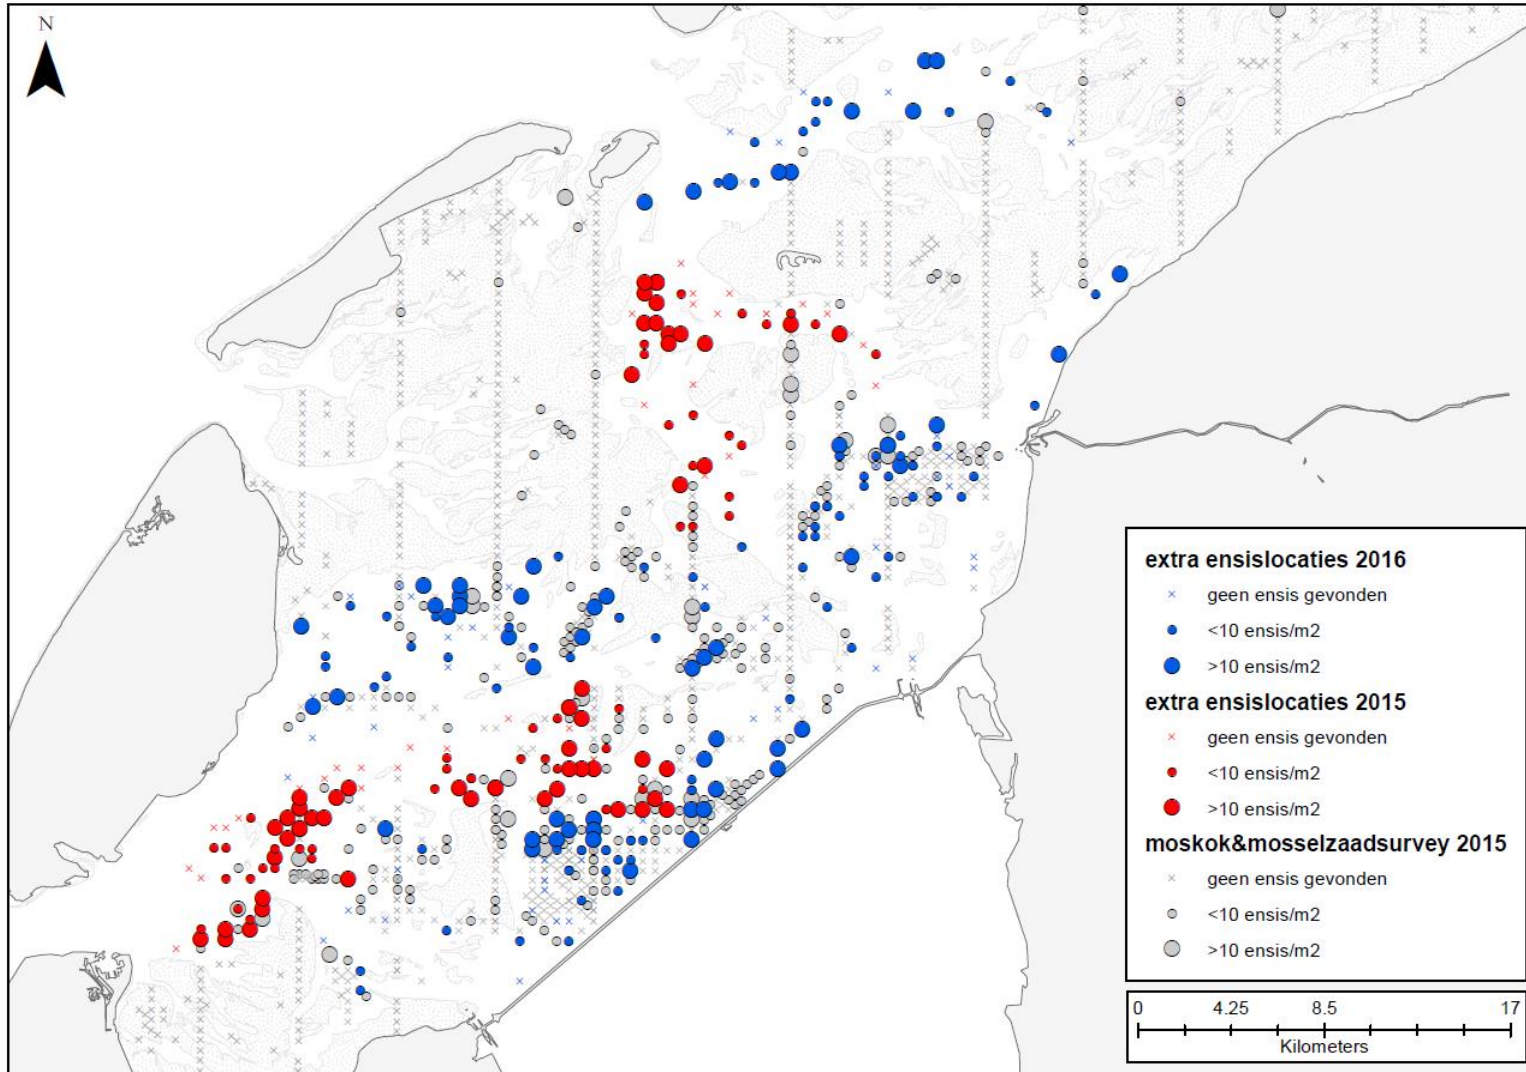 N
extra ensislocaties 2016
geen ensis gevonden
<10 ensis/m2
>10 ensis/m2
extra ensislocaties 2015
geen ensis gevonden
<10 ensis/m2
>10 ensis/m2
moskok&mosselzaadsurvey 2015
geen ensis gevonden
<10 ensis/m2
>10 ensis/m2
0 4.25 8.5 17
Kilometers